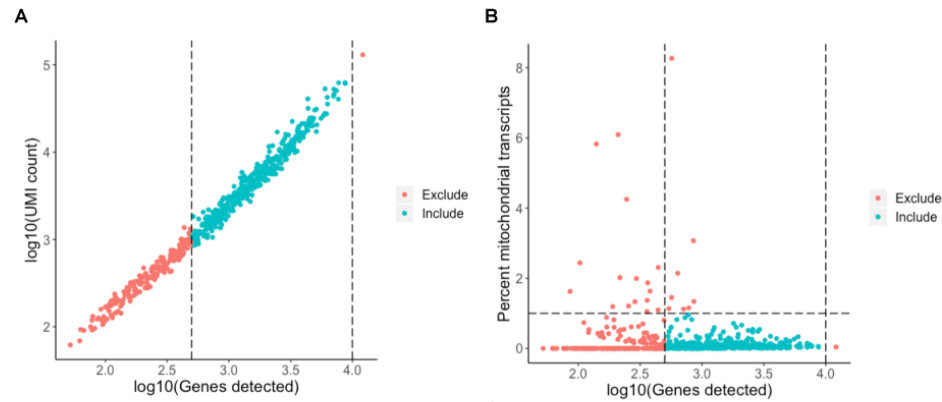 A
log10(UMI count)
5
4
3
2
2.0 2.5 3.0 3.5 4.0
log10(Genes detected)
Exclude
Include
B
Percent mitochondrial transcripts
8
6
4
2
0
2.0 2.5 3.0 3.5 4.0
log10(Genes detected)
Exclude
Include